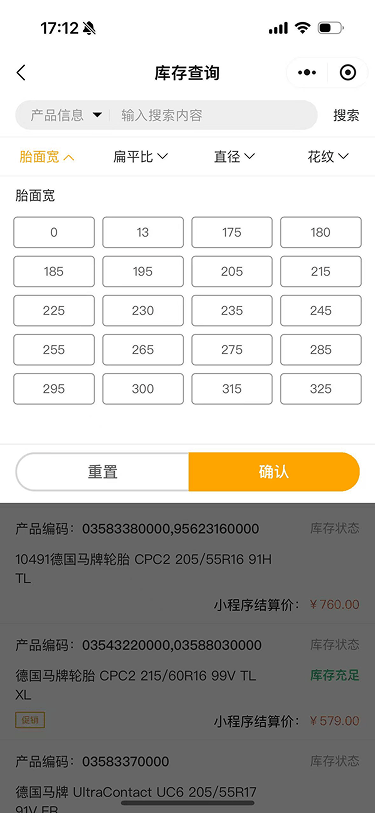 17:12
库存查询
产品信息 输入搜索内容 搜索
胎面宽 扁平比 直径 花纹
胎面宽
0 13 175 180
185 195 205 215
225 230 235 245
255 265 275 285
295 300 315 325
重置 确认
产品编码：03583380000,95623160000 库存状态
10491德国马牌轮胎 CPC2 205/55R16 91H
TL
小程序结算价：￥760.00
产品编码：03543220000,03588030000 库存状态
德国马牌轮胎 CPC2 215/60R16 99V TL 库存充足
XL
促销 小程序结算价：￥579.00
产品编码：03583370000 库存状态
德国马牌 UltraContact UC6 205/55R17
91V FR